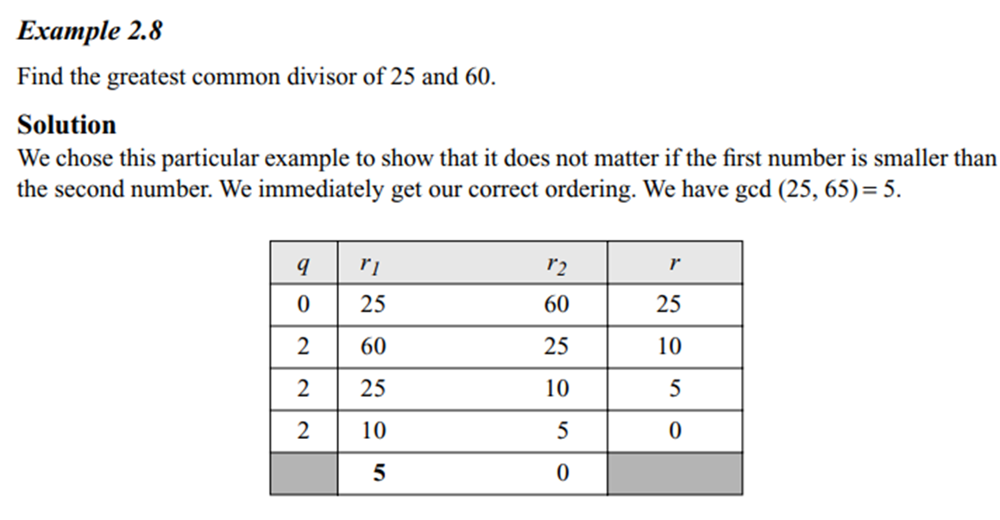 Example 2.8
Find the greatest common divisor of 25 and 60.
Solution
We chose this particular example to show that it does not matter if the first number is smaller than
the second number. We immediately get our correct ordering. We have gcd (25, 65) = 5.
q r1 r2 r
0 25 60 25
2 60 25 10
2 25 10 5
2 10 5 0
5 0